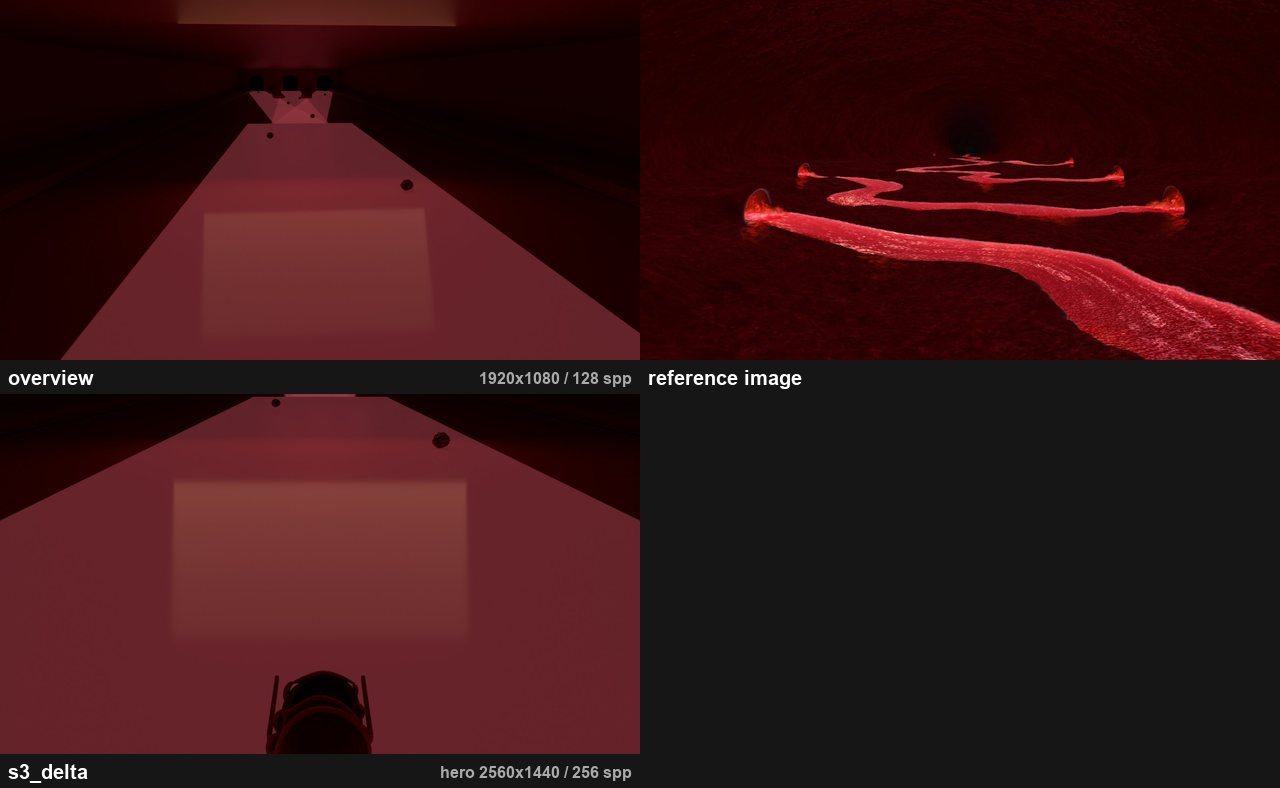 overview
1920x1080 / 128 spp
reference image
s3_delta
hero 2560x1440 / 256 spp